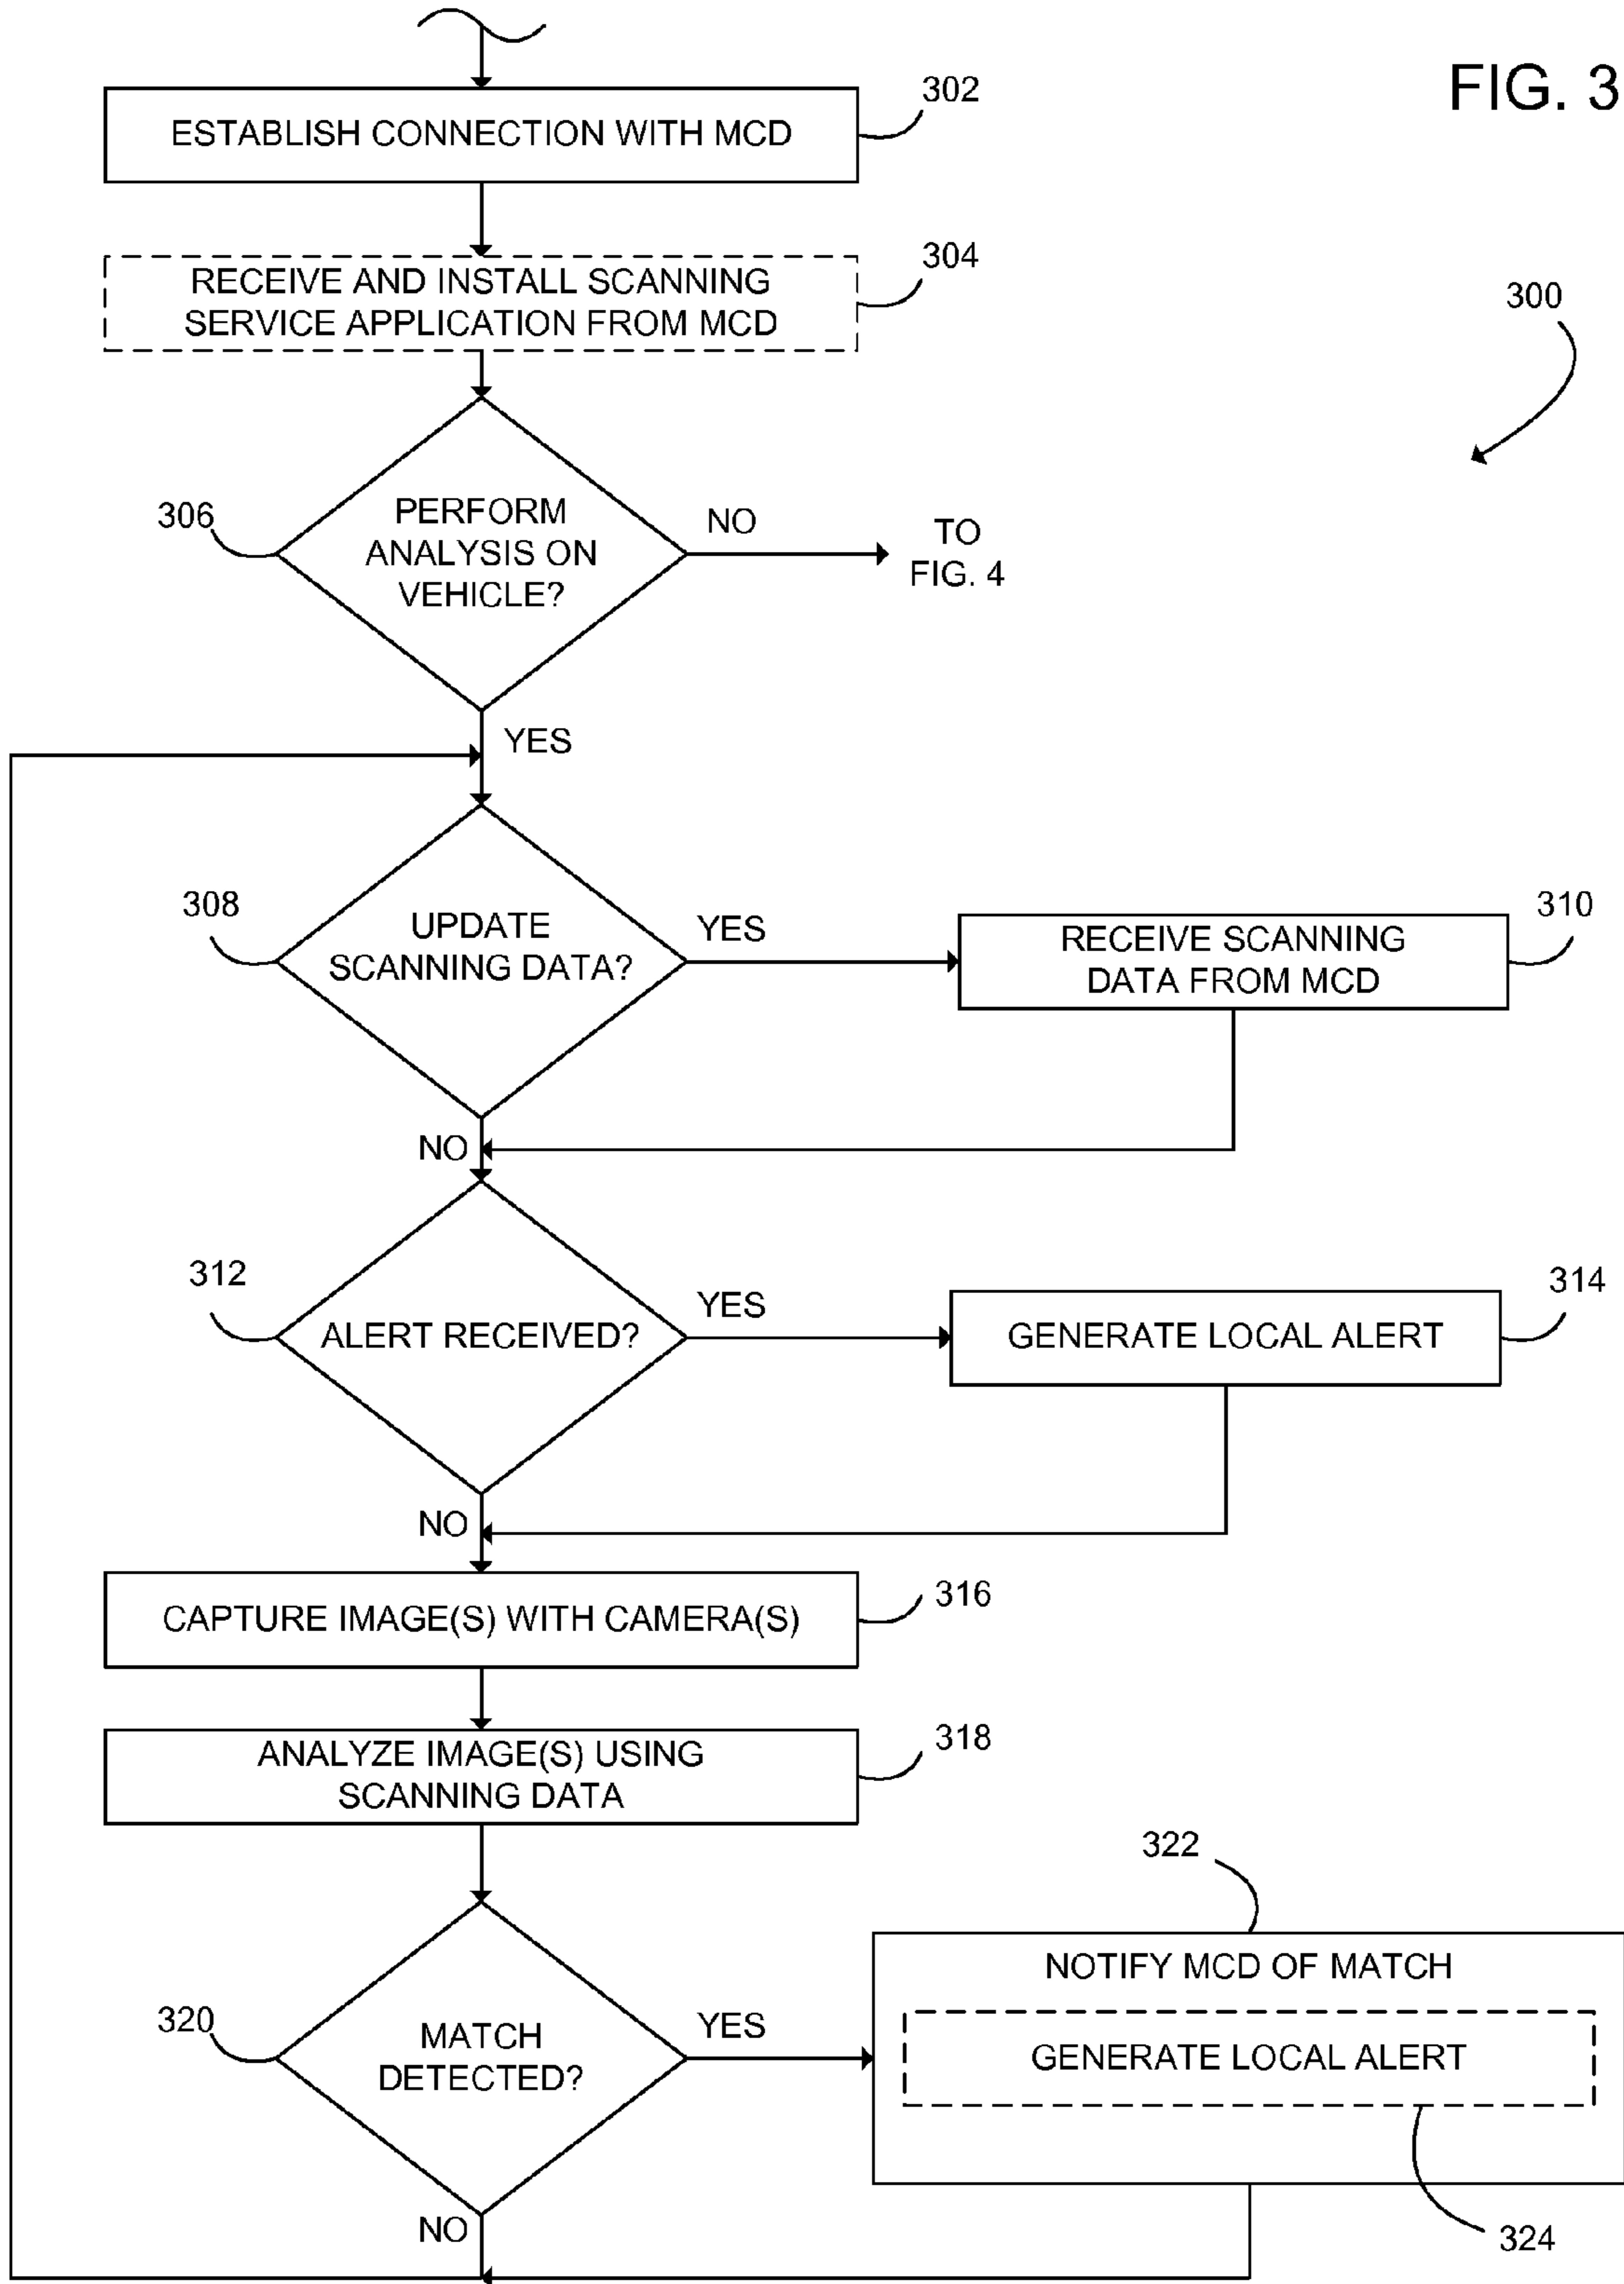 FIG. 3
302
ESTABLISH CONNECTION WITH MCD
304
RECEIVE AND INSTALL SCANNING
SERVICE APPLICATION FROM MCD
300
306
PERFORM
ANALYSIS ON
VEHICLE?
NO
TO
FIG. 4
YES
308
UPDATE
SCANNING DATA?
YES
310
RECEIVE SCANNING
DATA FROM MCD
NO
312
ALERT RECEIVED?
YES
314
GENERATE LOCAL ALERT
NO
CAPTURE IMAGE(S) WITH CAMERA(S)
316
ANALYZE IMAGE(S) USING
SCANNING DATA
318
320
MATCH
DETECTED?
YES
322
NOTIFY MCD OF MATCH
GENERATE LOCAL ALERT
324
NO